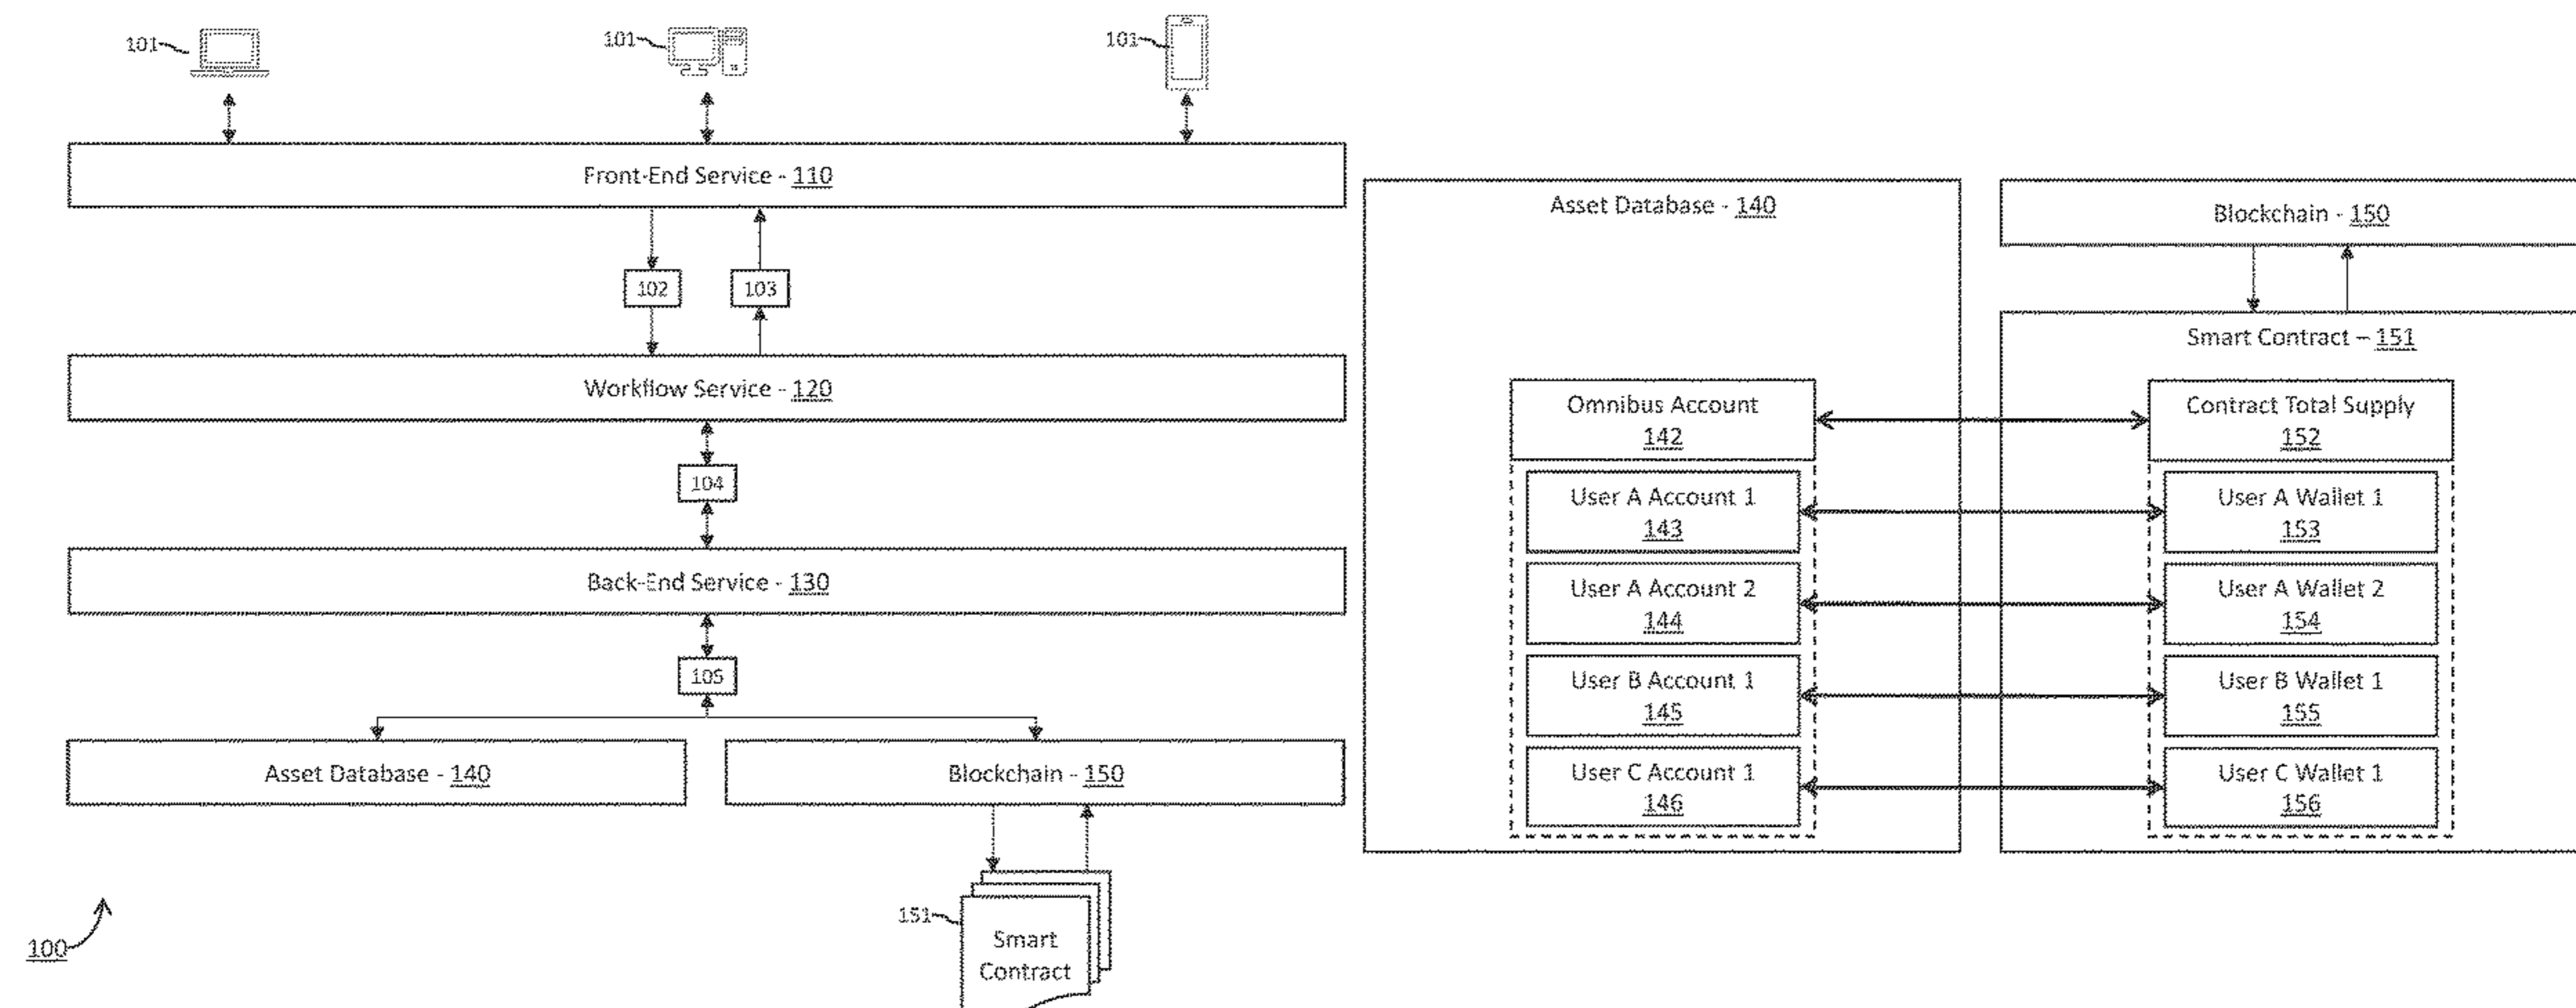 101
101
101
Front-End Service - 110
102
103
Workflow Service - 120
104
Back-End Service - 130
105
Asset Database - 140
Blockchain - 150
151
Smart
Contract
100
Asset Database - 140
Omnibus Account
142
User A Account 1
143
User A Account 2
144
User B Account 1
145
User C Account 1
146
Blockchain - 150
Smart Contract – 151
Contract Total Supply
152
User A Wallet 1
153
User A Wallet 2
154
User B Wallet 1
155
User C Wallet 1
156